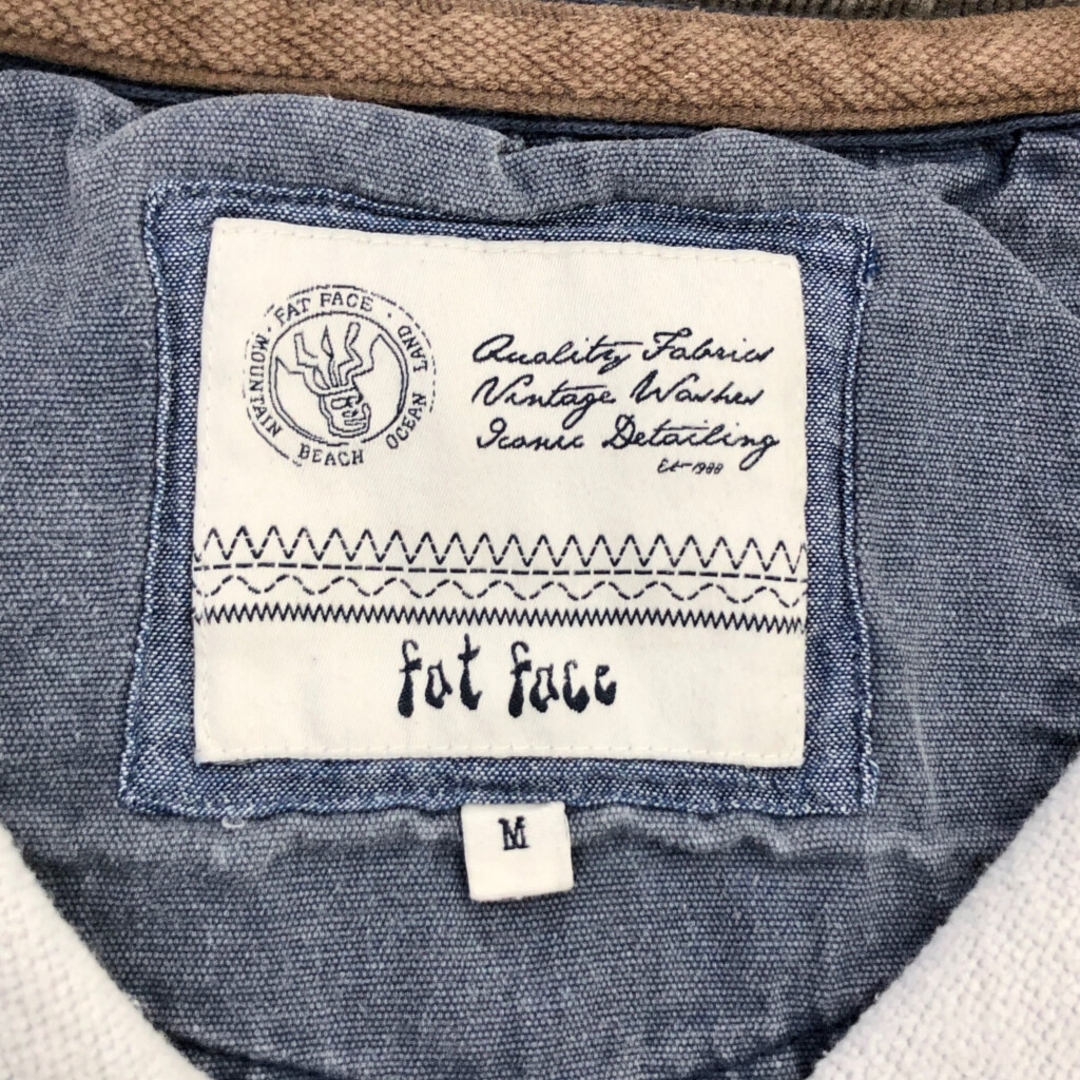 · FAT FACE · LAND
OCEAN
BEACH
MOUNTAIN
Quality Fabrics
Vintage Washes
Iconic Detailing
Est 1988
fat face
M